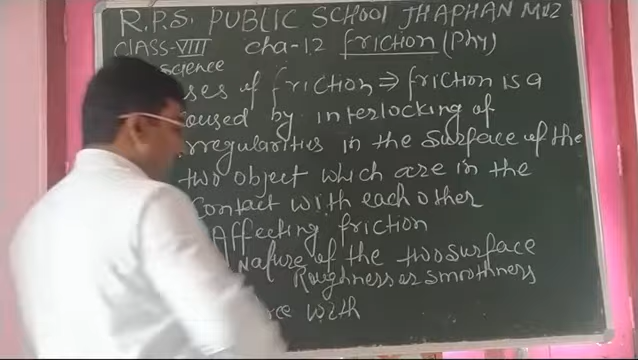 R.P.S. PUBLIC SCHOOL JHAPHAN MUZ
CLASS-VIII Cha-12 FRICTION (Phy)
Science
ses of friction ⇒ friction is a
aused by interlocking of
rregularities in the surface of the
two object which are in the
Contact with each other
Affecting friction
Nature of the two surface
Roughness or smoothness
rce with